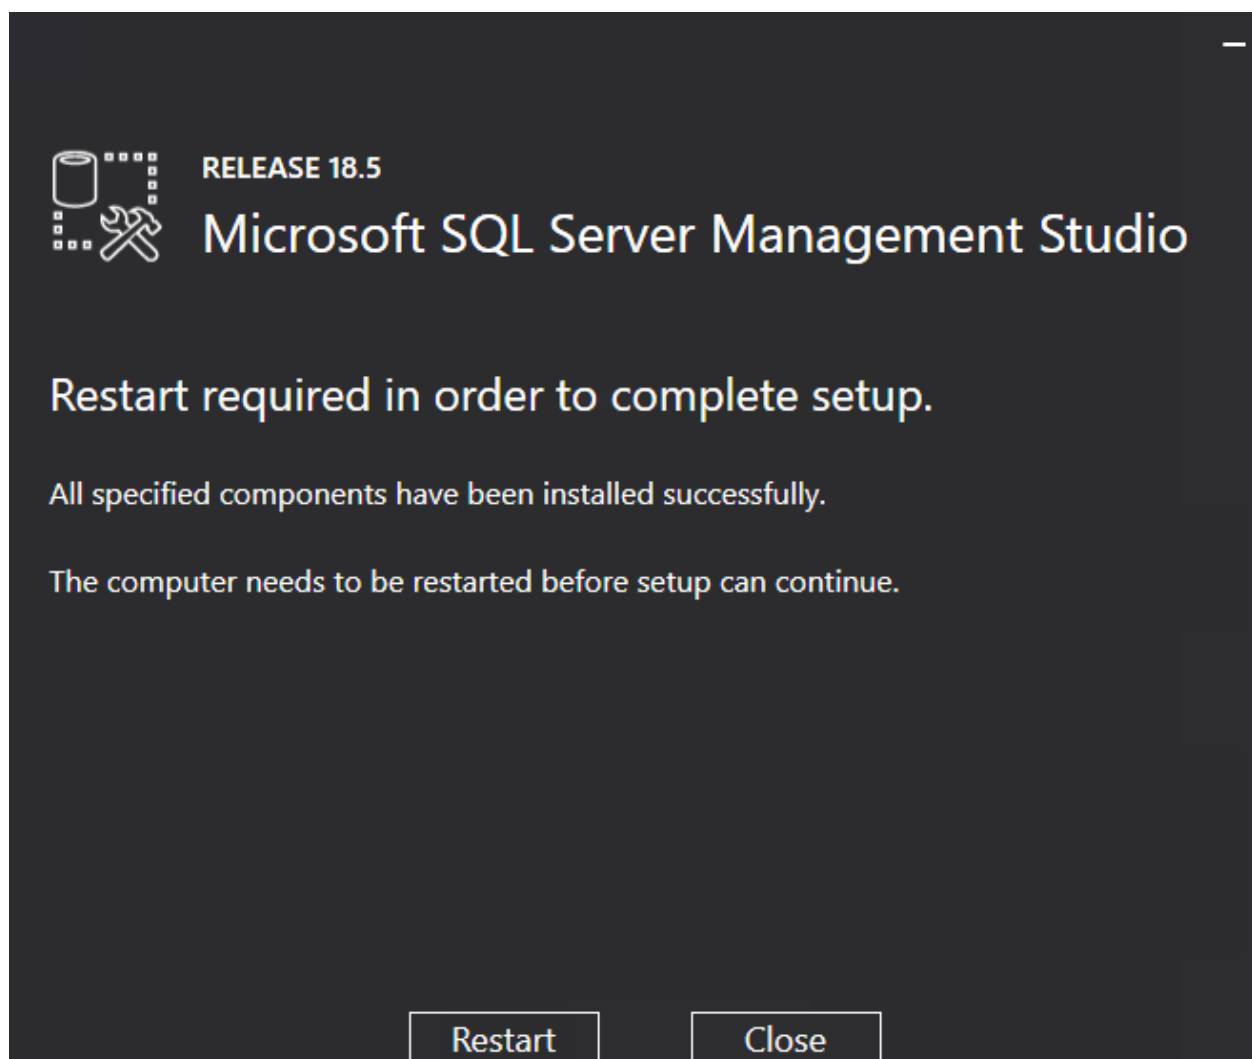 RELEASE 18.5
Microsoft SQL Server Management Studio
Restart required in order to complete setup.
All specified components have been installed successfully.
The computer needs to be restarted before setup can continue.
Restart
Close